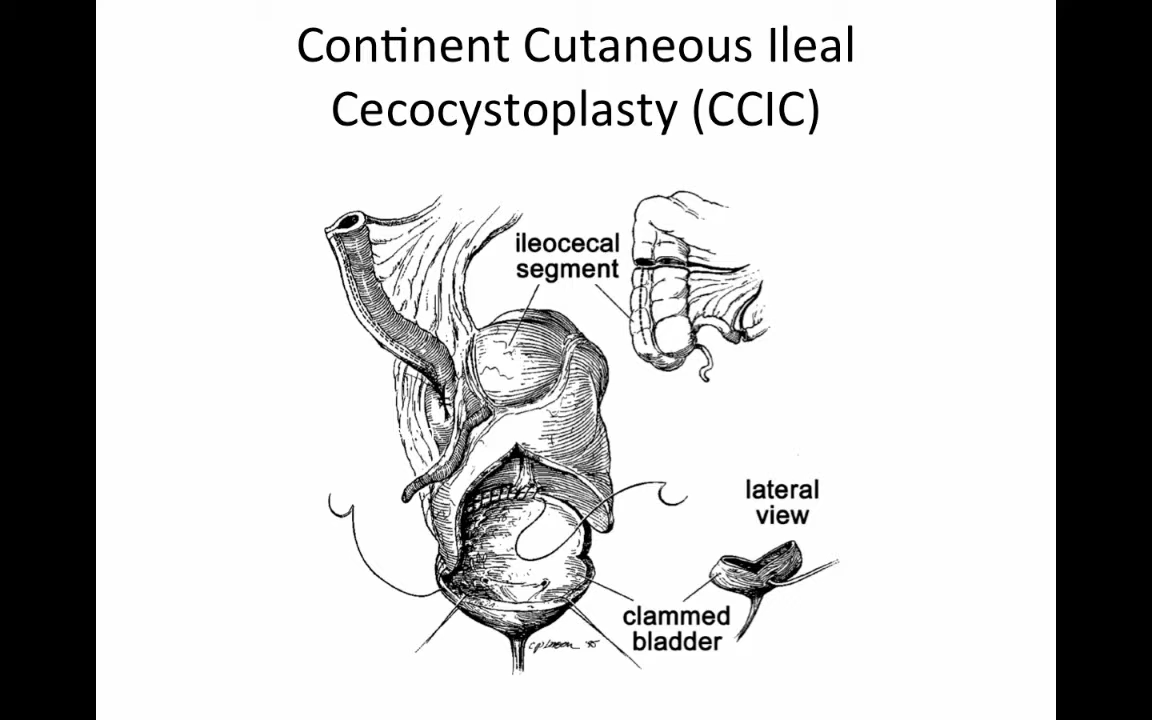 Continent Cutaneous Ileal
Cecocystoplasty (CCIC)
ileocecal
segment
lateral
view
clammed
bladder